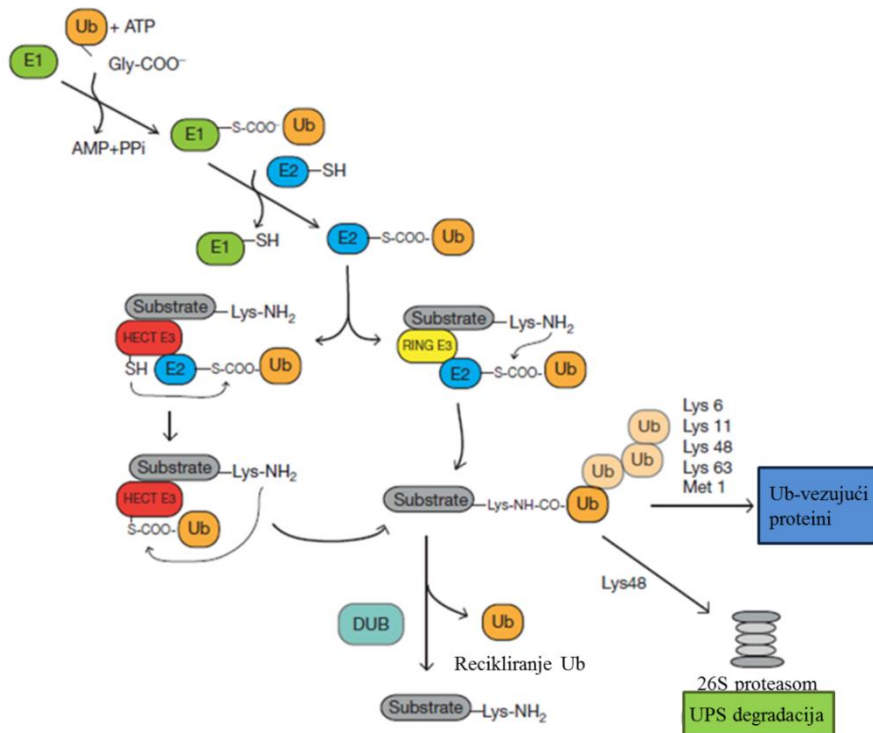 Ub + ATP
E1
Gly-COO⁻
AMP+PPi
E1 -S-COO⁻ Ub
E2 -SH
E1 -SH
E2 -S-COO- Ub
Substrate -Lys-NH₂
HECT E3
SH E2 -S-COO- Ub
Substrate -Lys-NH₂
RING E3
E2 -S-COO- Ub
Substrate -Lys-NH₂
HECT E3
S-COO- Ub
Substrate -Lys-NH-CO- Ub
Ub
Ub
Ub
Lys 6
Lys 11
Lys 48
Lys 63
Met 1
Ub-vezujući
proteini
Lys48
DUB
Ub
Recikliranje Ub
Substrate -Lys-NH₂
26S proteasom
UPS degradacija